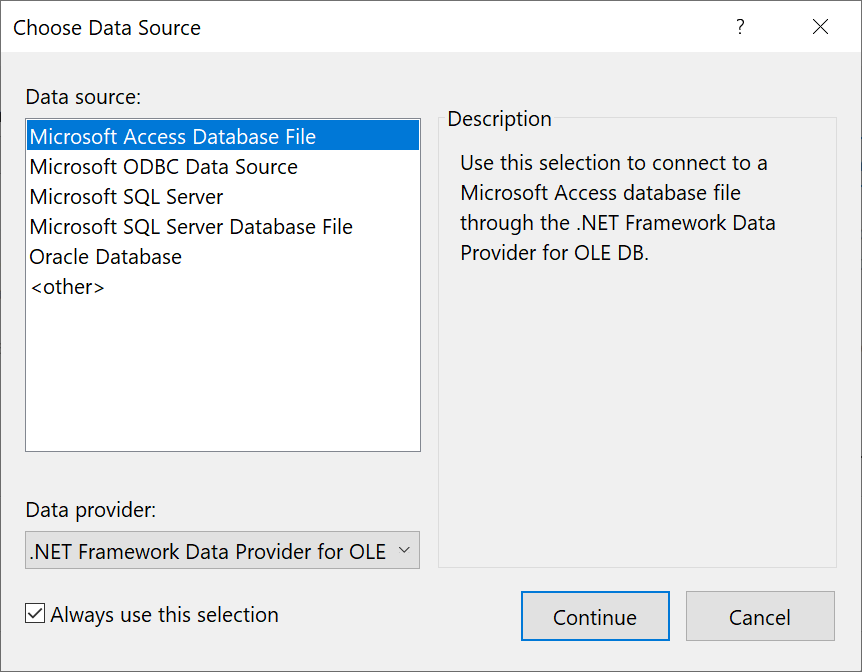 Choose Data Source
?
Data source:
Microsoft Access Database File
Microsoft ODBC Data Source
Microsoft SQL Server
Microsoft SQL Server Database File
Oracle Database
<other>
Description
Use this selection to connect to a
Microsoft Access database file
through the .NET Framework Data
Provider for OLE DB.
Data provider:
.NET Framework Data Provider for OLE
Always use this selection
Continue
Cancel